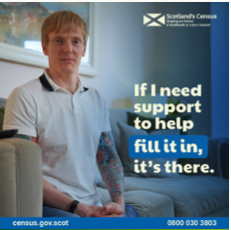 Scotland's Census
If I need
support
to help
fill it in,
it's there.
census.gov.scot
0800 030 3803